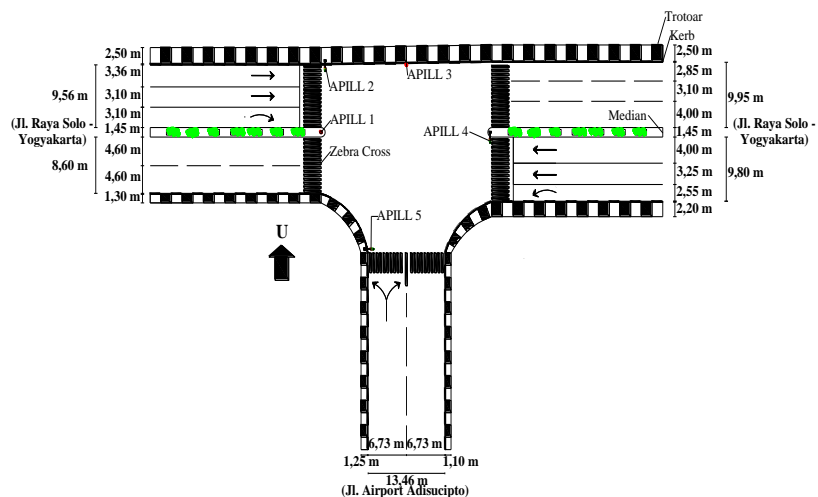 Trotoar
Kerb
2,50 m
3,36 m
3,10 m
3,10 m
1,45 m
4,60 m
4,60 m
1,30 m
9,56 m
(Jl. Raya Solo -
Yogyakarta)
8,60 m
APILL 2
APILL 3
APILL 1
APILL 4
Zebra Cross
Median
2,50 m
2,85 m
3,10 m
4,00 m
1,45 m
4,00 m
3,25 m
2,55 m
2,20 m
9,95 m
(Jl. Raya Solo -
Yogyakarta)
9,80 m
U
APILL 5
6,73 m
6,73 m
1,25 m
1,10 m
13,46 m
(Jl. Airport Adisucipto)